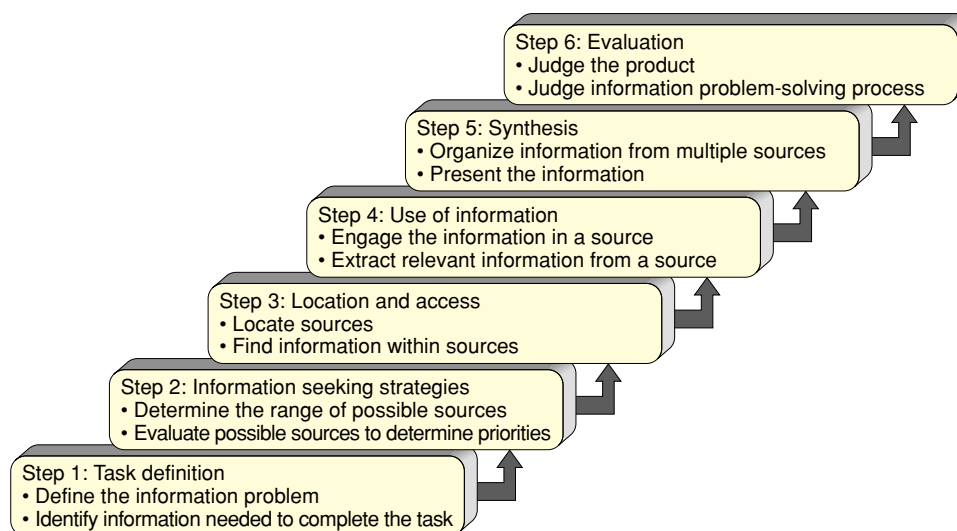 Step 6: Evaluation
• Judge the product
• Judge information problem-solving process
Step 5: Synthesis
• Organize information from multiple sources
• Present the information
Step 4: Use of information
• Engage the information in a source
• Extract relevant information from a source
Step 3: Location and access
• Locate sources
• Find information within sources
Step 2: Information seeking strategies
• Determine the range of possible sources
• Evaluate possible sources to determine priorities
Step 1: Task definition
• Define the information problem
• Identify information needed to complete the task